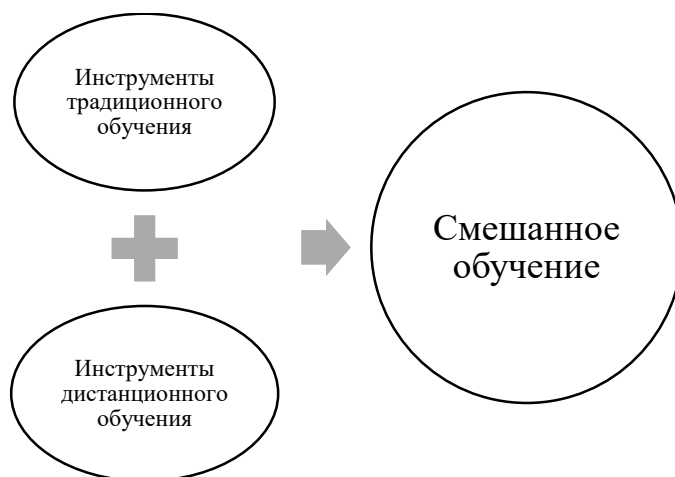 Инструменты
традиционного
обучения
Инструменты
дистанционного
обучения
Смешанное
обучение